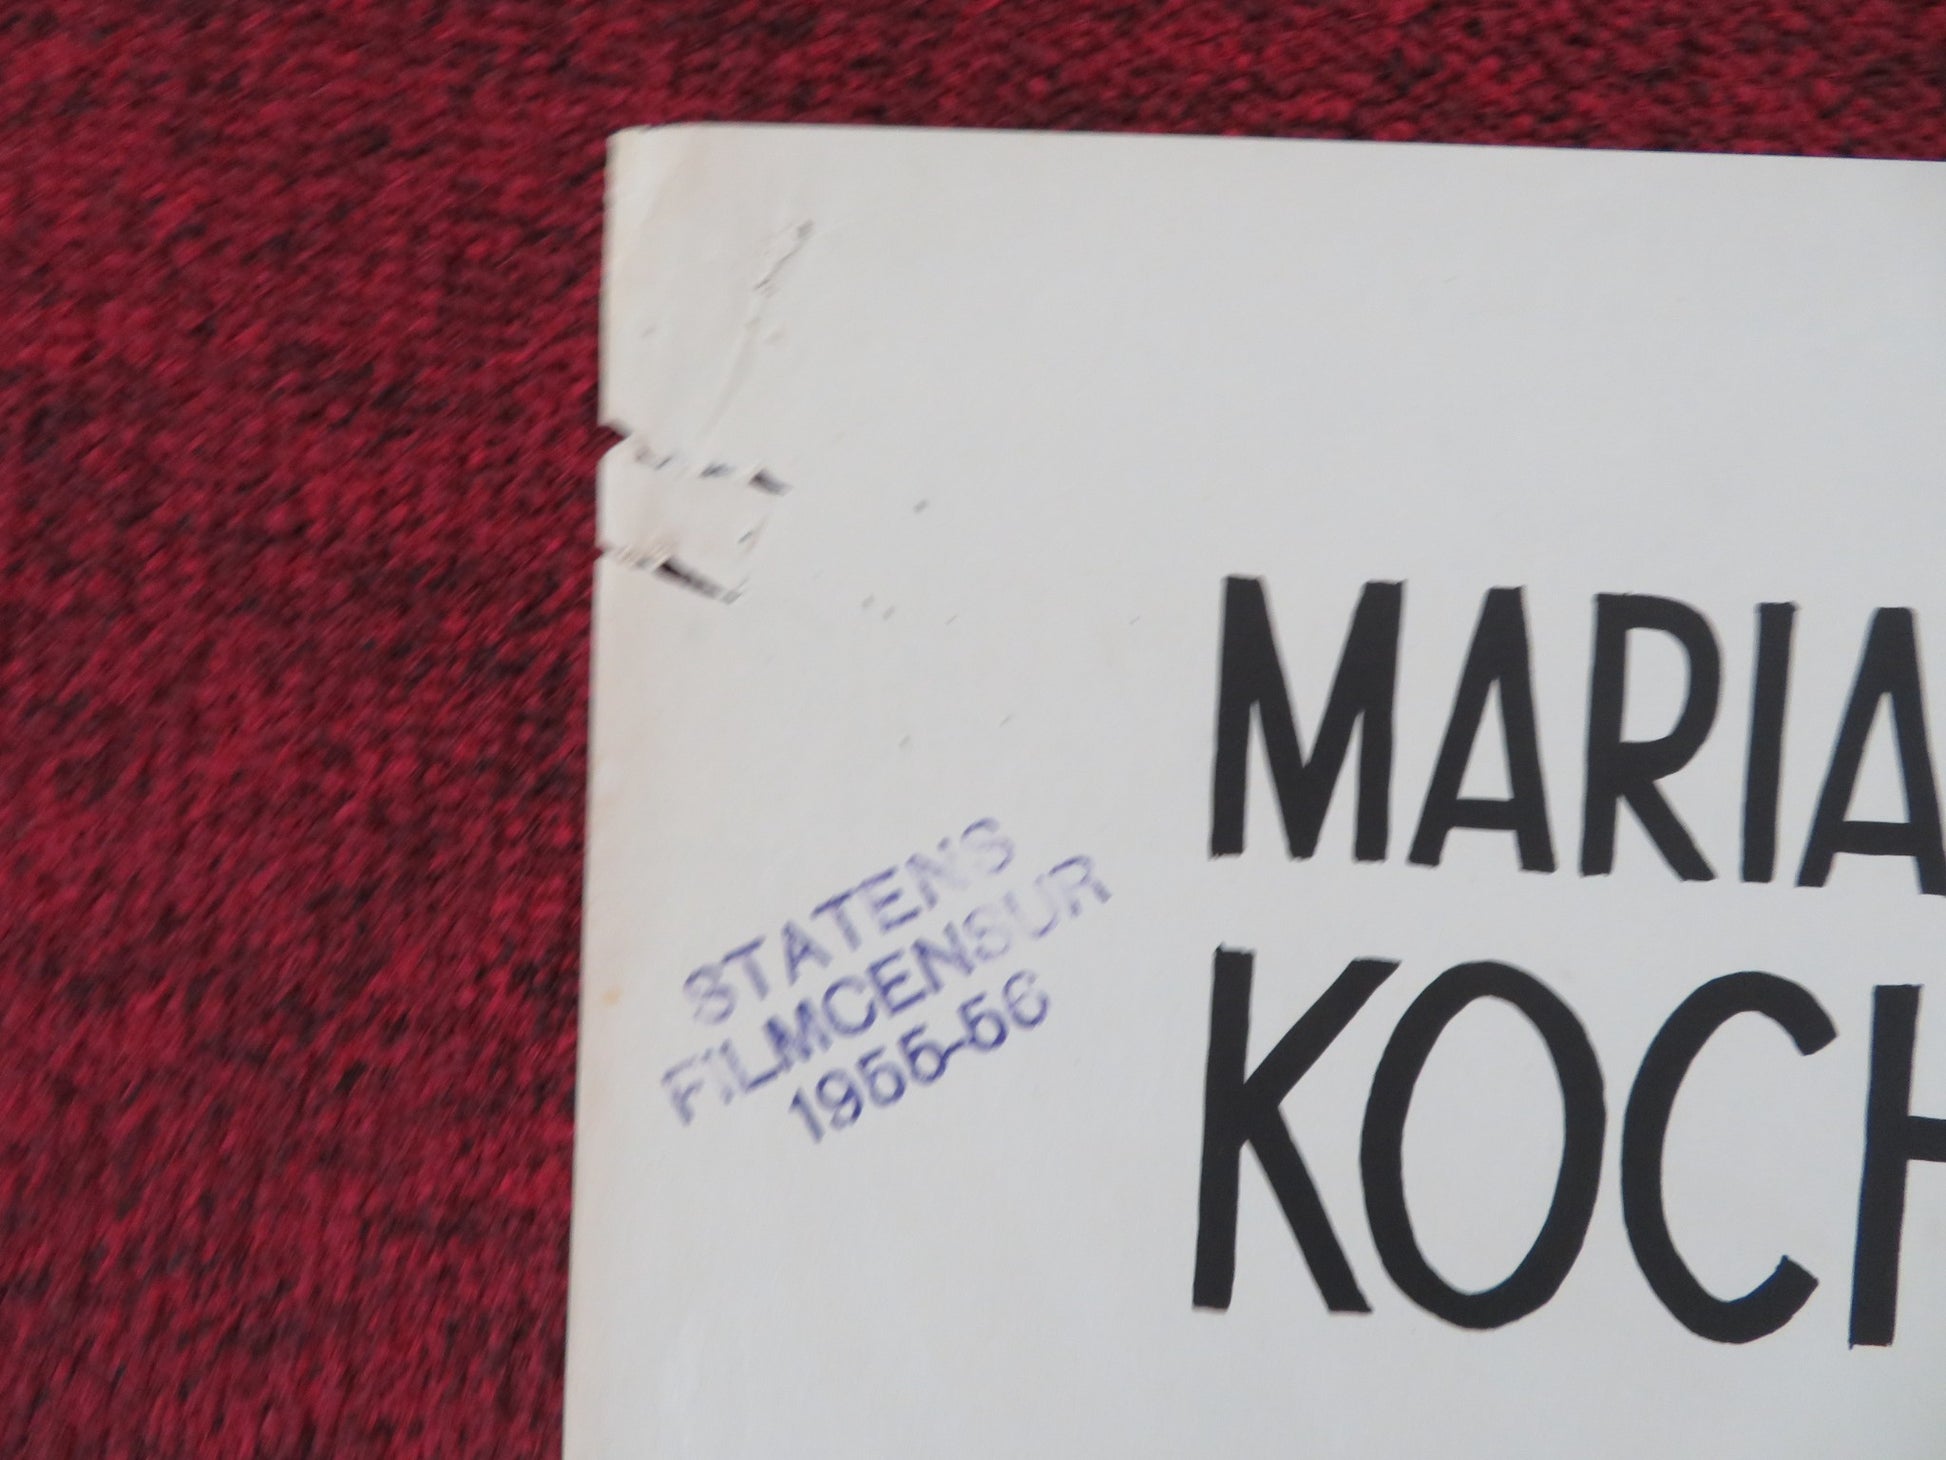 MARIA
KOCH
STATENS
FILMCENSUR
1955-56